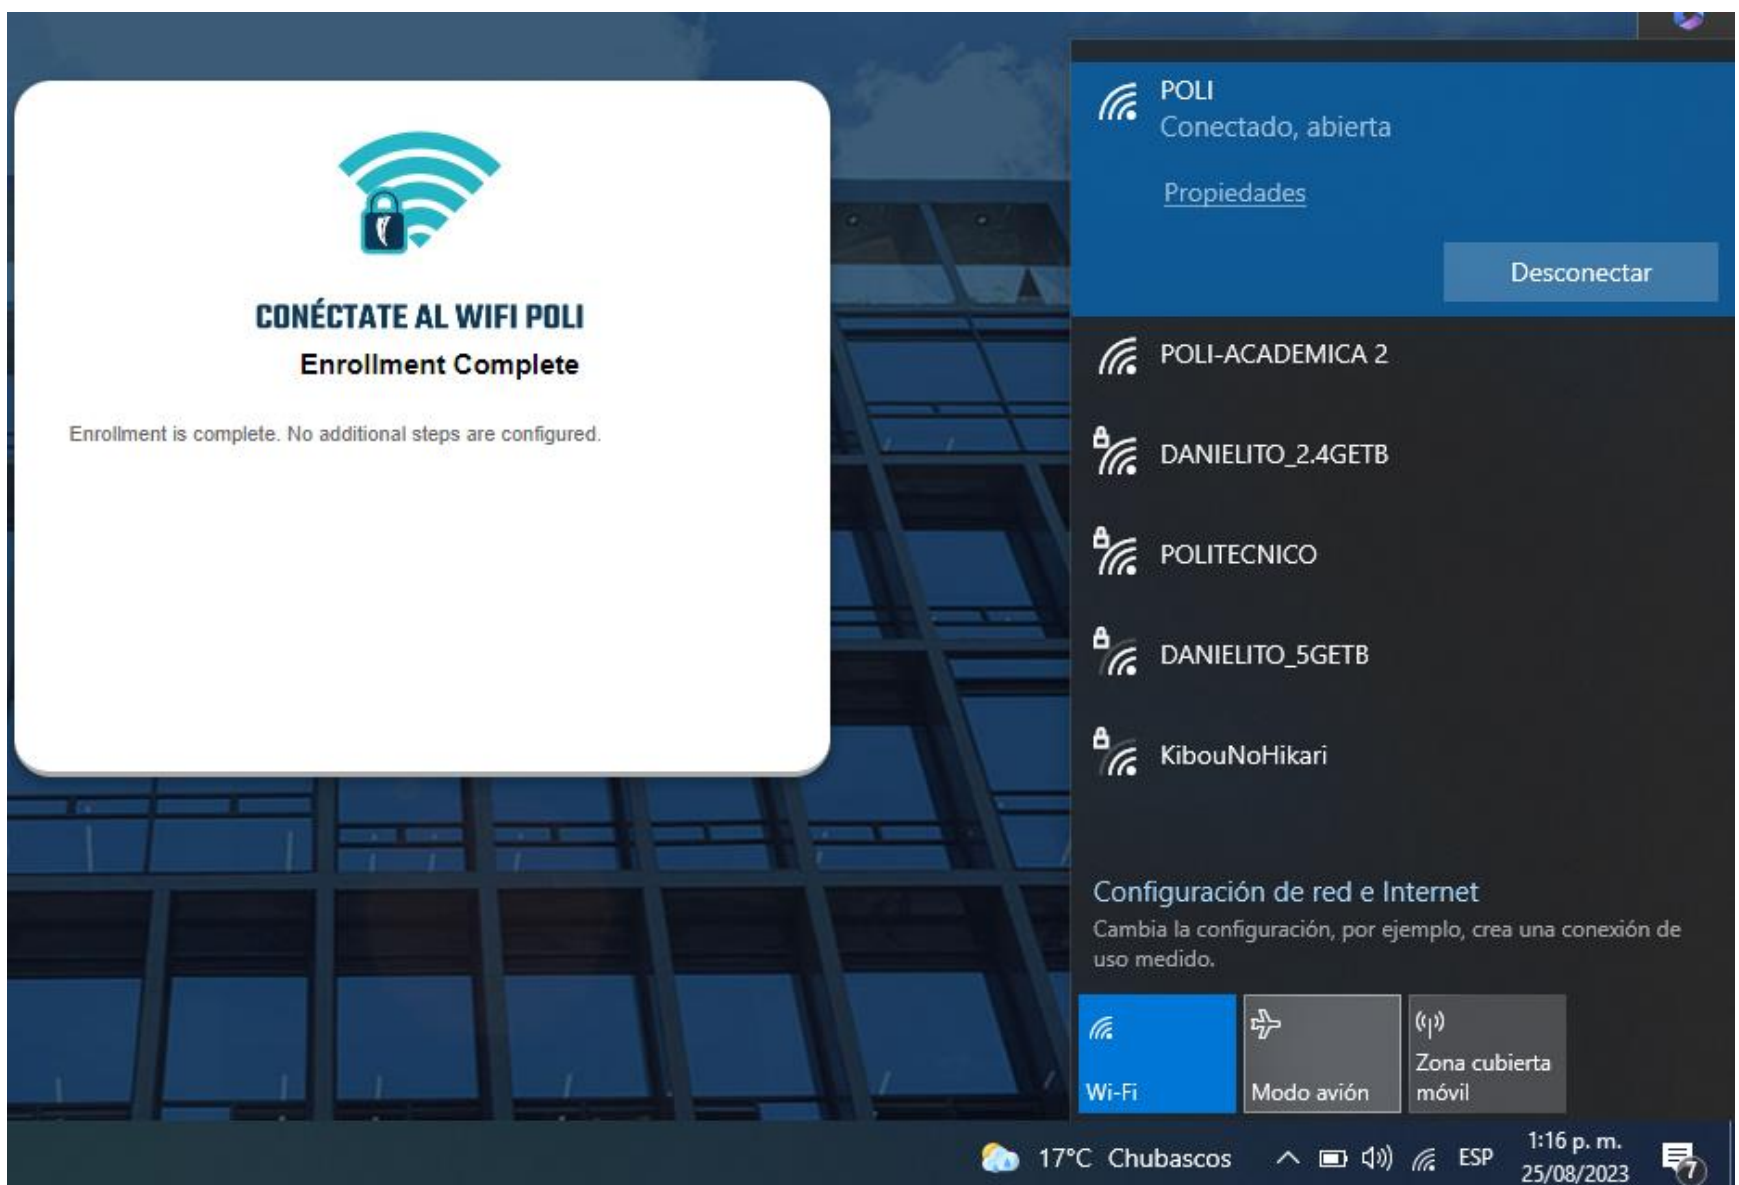 CONÉCTATE AL WIFI POLI
Enrollment Complete
Enrollment is complete. No additional steps are configured.
POLI
Conectado, abierta
Propiedades
Desconectar
POLI-ACADEMICA 2
DANIELITO_2.4GETB
POLITECNICO
DANIELITO_5GETB
KibouNoHikari
Configuración de red e Internet
Cambia la configuración, por ejemplo, crea una conexión de
uso medido.
Wi-Fi
Modo avión
Zona cubierta
móvil
17°C Chubascos
ESP
1:16 p. m.
25/08/2023
7